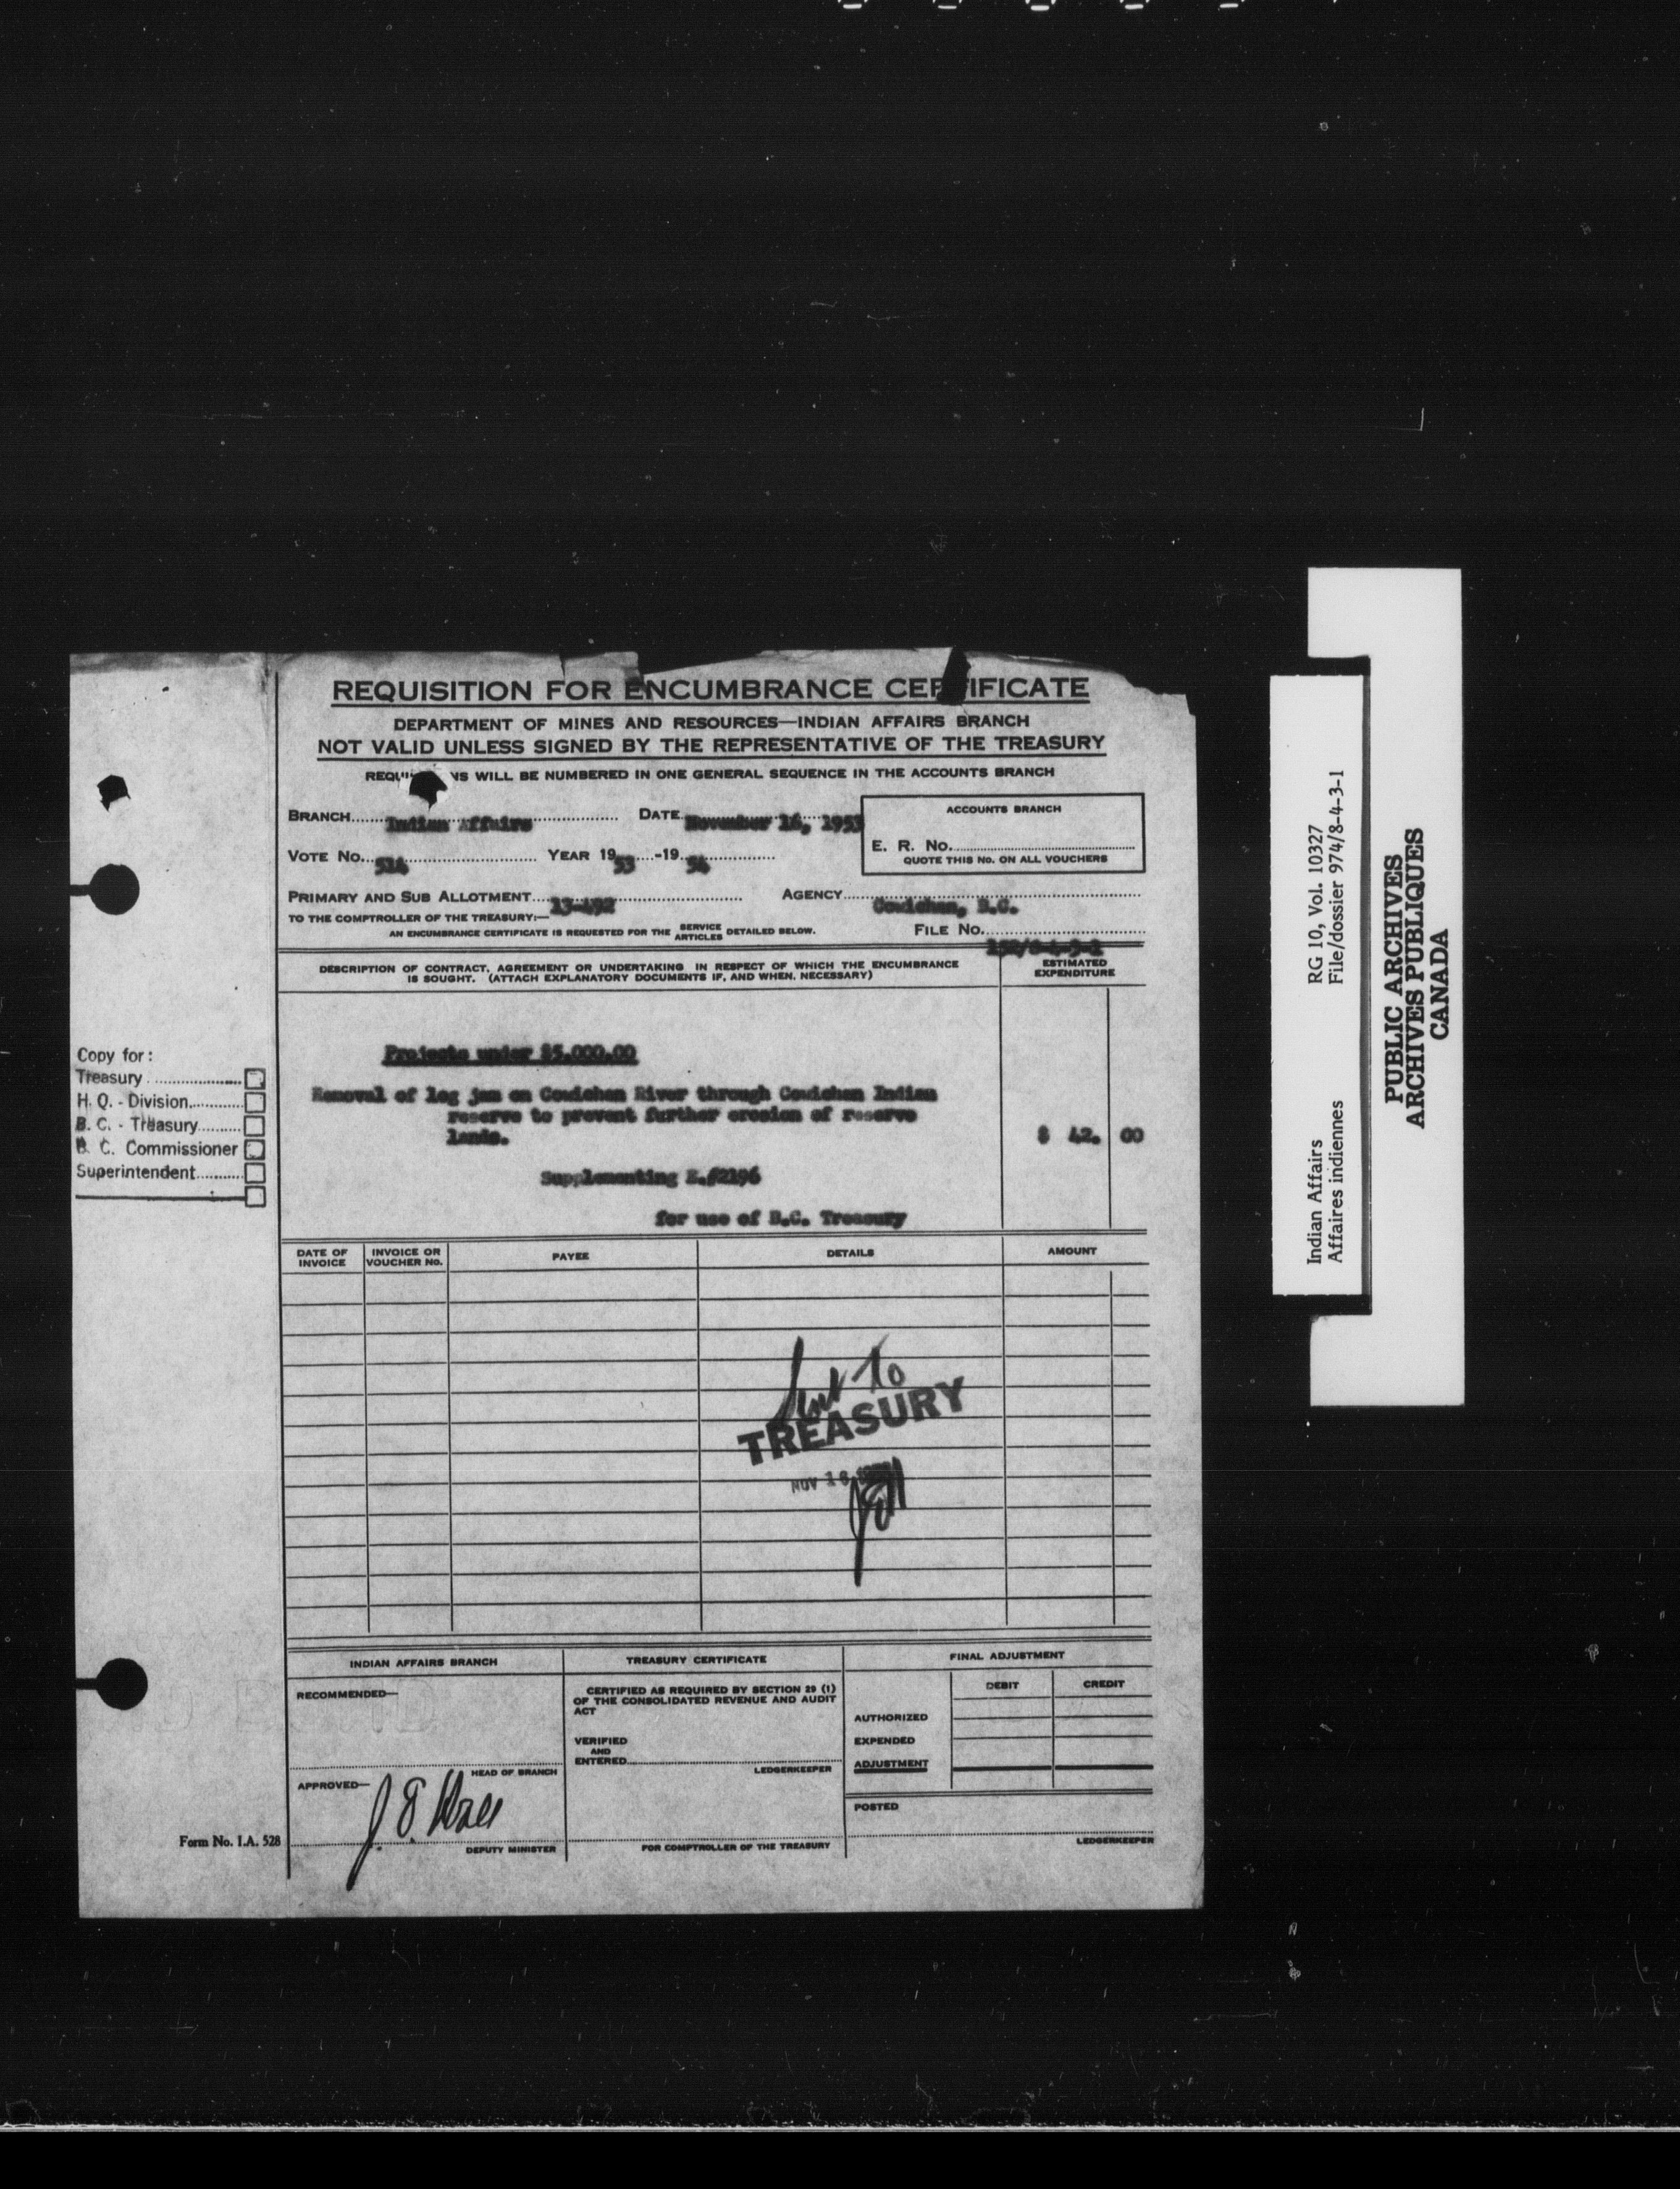 REQUISITION FOR ENCUMBRANCE CERTIFICATE
DEPARTMENT OF MINES AND RESOURCES—INDIAN AFFAIRS BRANCH
NOT VALID UNLESS SIGNED BY THE REPRESENTATIVE OF THE TREASURY
WILL BE NUMBERED IN ONE GENERAL SEQUENCE IN THE ACCOUNTS BRANCH
BRANCH Indian Affairs DATE November 16, 1953
ACCOUNTS BRANCH
E. R. No.
QUOTE THIS No. ON ALL VOUCHERS
VOTE No. 514 YEAR 1953-1954
PRIMARY AND SUB ALLOTMENT 13-492 AGENCY Cowichan, B.C.
TO THE COMPTROLLER OF THE TREASURY:—
AN ENCUMBRANCE CERTIFICATE IS REQUESTED FOR THE SERVICE ARTICLES DETAILED BELOW.
FILE No.
DESCRIPTION OF CONTRACT, AGREEMENT OR UNDERTAKING IN RESPECT OF WHICH THE ENCUMBRANCE
IS SOUGHT. (ATTACH EXPLANATORY DOCUMENTS IF, AND WHEN, NECESSARY)
ESTIMATED
EXPENDITURE
Projects under $5,000.00
Removal of log jam on Cowichan River through Cowichan Indian
reserve to prevent further erosion of reserve
lands.
$ 42. 00
Supplementing E.#2196
for use of B.C. Treasury
Copy for:
Treasury
H. Q. - Division
B. C. - Treasury
B. C. Commissioner
Superintendent
DATE OF INVOICE
INVOICE OR VOUCHER No.
PAYEE
DETAILS
AMOUNT
Sent to
TREASURY
NOV 16
INDIAN AFFAIRS BRANCH
RECOMMENDED—
HEAD OF BRANCH
APPROVED—
DEPUTY MINISTER
TREASURY CERTIFICATE
CERTIFIED AS REQUIRED BY SECTION 29 (1)
OF THE CONSOLIDATED REVENUE AND AUDIT
ACT
VERIFIED
AND
ENTERED
LEDGERKEEPER
FOR COMPTROLLER OF THE TREASURY
FINAL ADJUSTMENT
DEBIT
CREDIT
AUTHORIZED
EXPENDED
ADJUSTMENT
POSTED
LEDGERKEEPER
Form No. I.A. 528
Indian Affairs RG 10, Vol. 10327
Affaires indiennes File/dossier 974/8-4-3-1
PUBLIC ARCHIVES
ARCHIVES PUBLIQUES
CANADA